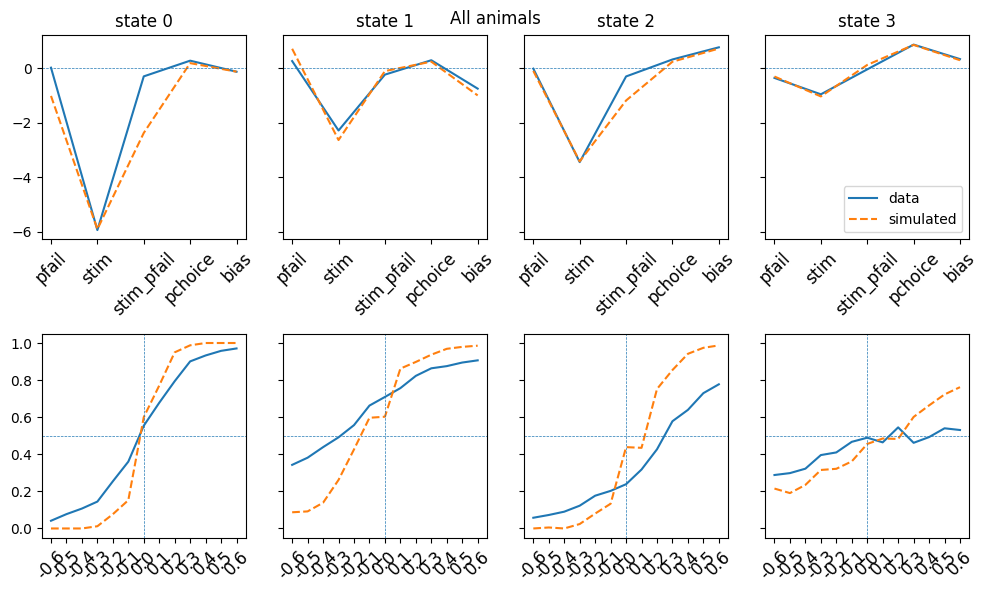 All animals
state 0
state 1
state 2
state 3
0
−2
−4
−6
data
simulated
pfail
stim
stim_pfail
pchoice
bias
pfail
stim
stim_pfail
pchoice
bias
pfail
stim
stim_pfail
pchoice
bias
pfail
stim
stim_pfail
pchoice
bias
1.0
0.8
0.6
0.4
0.2
0.0
-0.6
-0.5
-0.4
-0.3
-0.2
-0.1
-0.0
0.1
0.2
0.3
0.4
0.5
0.6
-0.6
-0.5
-0.4
-0.3
-0.2
-0.1
-0.0
0.1
0.2
0.3
0.4
0.5
0.6
-0.6
-0.5
-0.4
-0.3
-0.2
-0.1
-0.0
0.1
0.2
0.3
0.4
0.5
0.6
-0.6
-0.5
-0.4
-0.3
-0.2
-0.1
-0.0
0.1
0.2
0.3
0.4
0.5
0.6